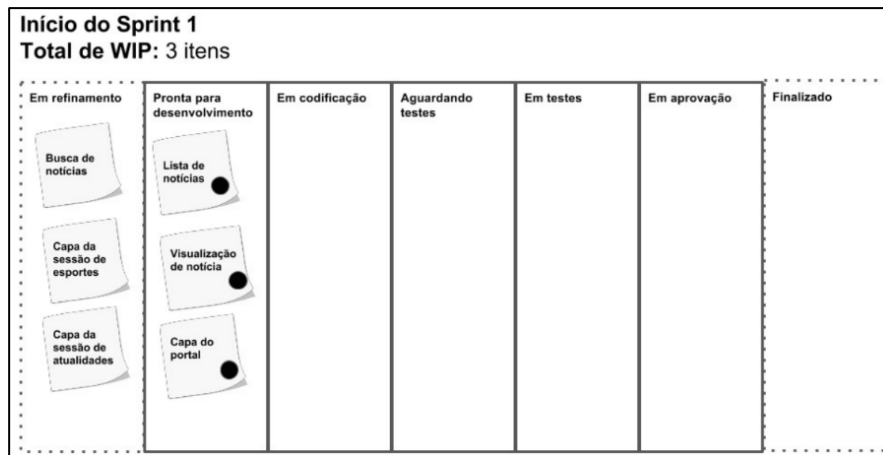 Início do Sprint 1
Total de WIP: 3 itens
Em refinamento
Pronta para
desenvolvimento
Em codificação
Aguardando
testes
Em testes
Em aprovação
Finalizado
Busca de
notícias
Capa da
sessão de
esportes
Capa da
sessão de
atualidades
Lista de
notícias
Visualização
de notícia
Capa do
portal